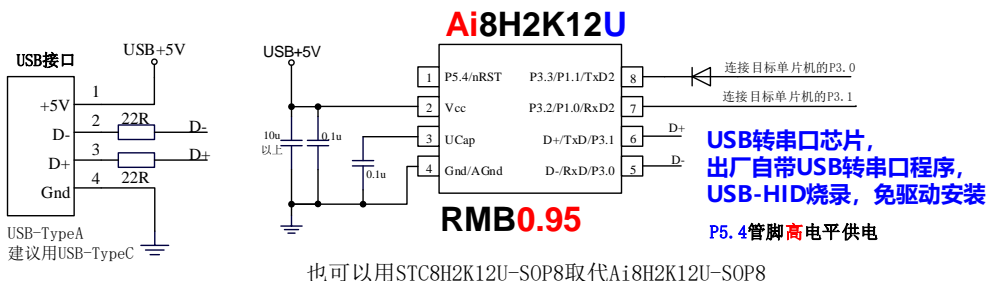 Ai8H2K12U
USB接口
USB+5V
+5V
1
D-
2
22R
D-
D+
3
22R
D+
Gnd
4
USB-TypeA
建议用USB-TypeC
USB+5V
10u
以上
0.1u
0.1u
1 P5.4/nRST P3.3/P1.1/TxD2 8
2 Vcc P3.2/P1.0/RxD2 7
3 UCap D+/TxD/P3.1 6
4 Gnd/AGnd D-/RxD/P3.0 5
连接目标单片机的P3.0
连接目标单片机的P3.1
D+
D-
RMB0.95
USB转串口芯片，
出厂自带USB转串口程序，
USB-HID烧录，免驱动安装
P5.4管脚高电平供电
也可以用STC8H2K12U-SOP8取代Ai8H2K12U-SOP8